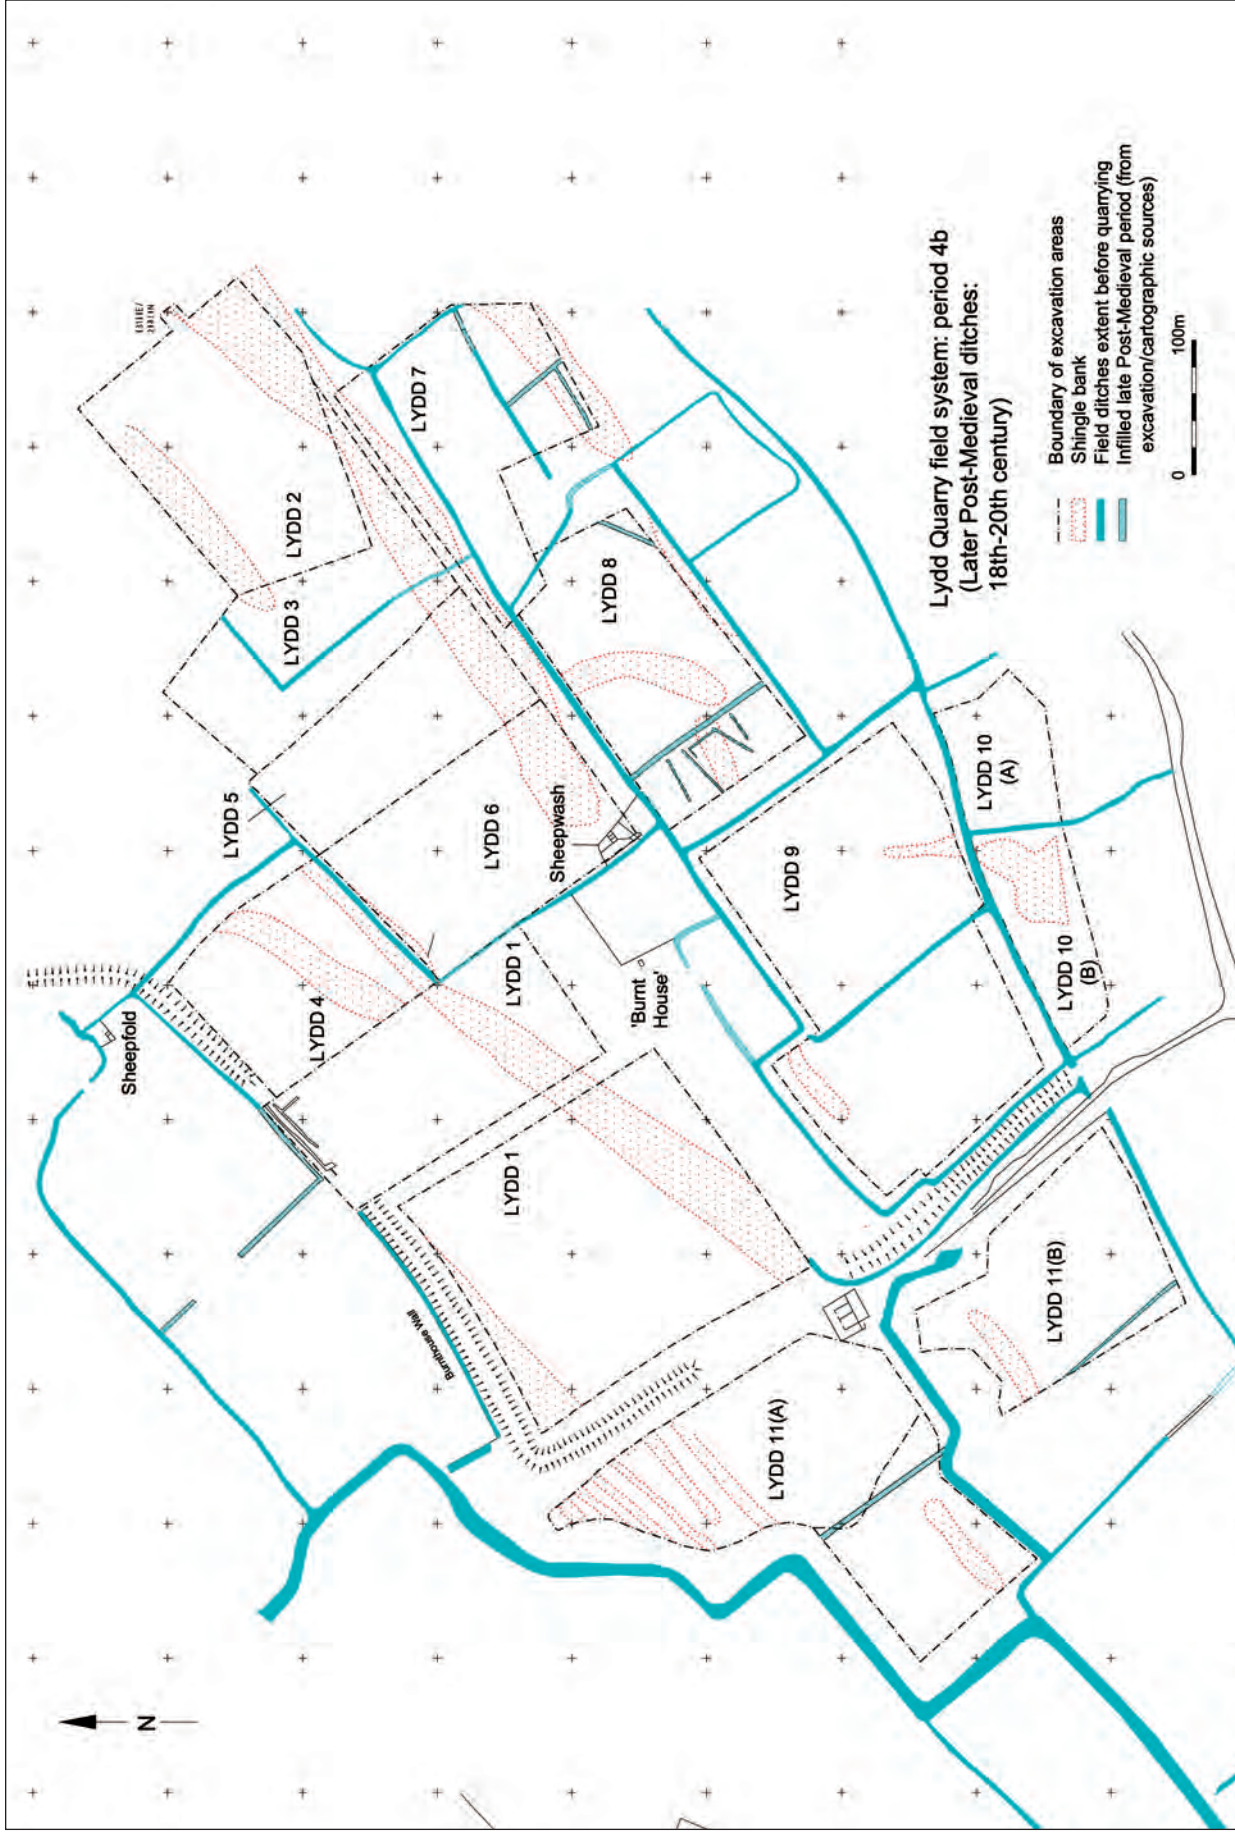 N
LYDD 2
LYDD 3
LYDD 7
LYDD 5
LYDD 8
LYDD 6
Sheepwash
LYDD 4
Sheepfold
LYDD 1
'Burnt
House'
LYDD 9
LYDD 10
(A)
LYDD 10
(B)
LYDD 1
Burnthouse Wall
LYDD 11(A)
LYDD 11(B)
Lydd Quarry field system: period 4b
(Later Post-Medieval ditches:
18th-20th century)
Boundary of excavation areas
Shingle bank
Field ditches extent before quarrying
Infilled late Post-Medieval period (from
excavation/cartographic sources)
0 100m